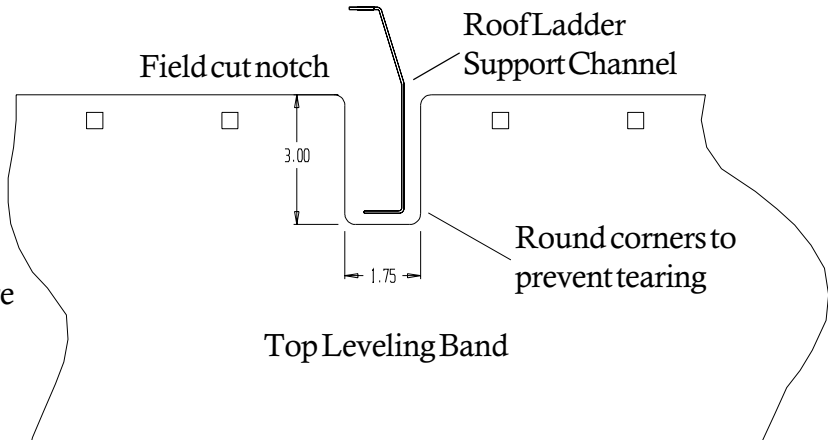 Roof Ladder
Support Channel
Field cut notch
3.00
Round corners to
prevent tearing
1.75
Top Leveling Band